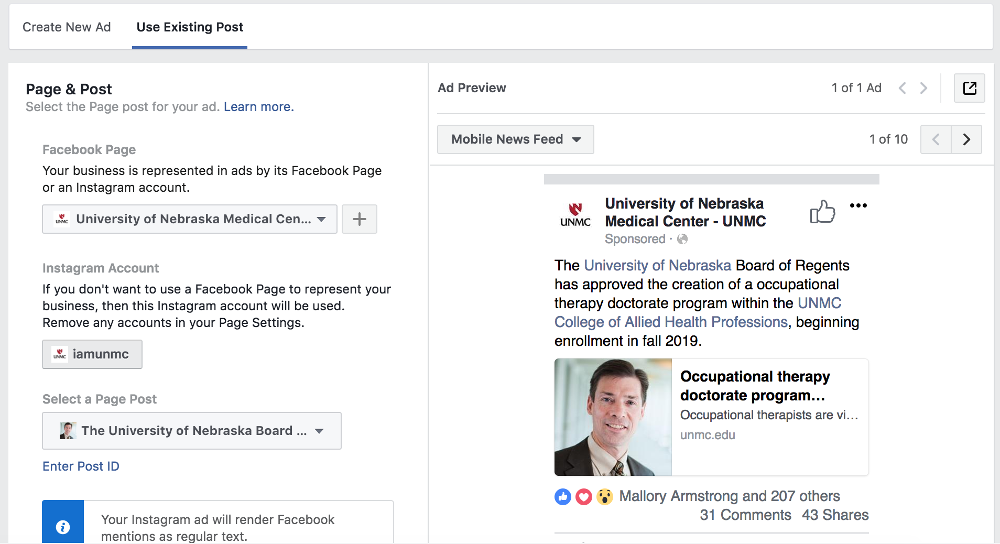 Create New Ad
Use Existing Post
Page & Post
Select the Page post for your ad. Learn more.
Facebook Page
Your business is represented in ads by its Facebook Page
or an Instagram account.
UNMC
University of Nebraska Medical Cen...
Instagram Account
If you don't want to use a Facebook Page to represent your
business, then this Instagram account will be used.
Remove any accounts in your Page Settings.
UNMC
iamunmc
Select a Page Post
The University of Nebraska Board ...
Enter Post ID
Your Instagram ad will render Facebook
mentions as regular text.
Ad Preview
1 of 1 Ad
Mobile News Feed
1 of 10
UNMC
University of Nebraska
Medical Center - UNMC
Sponsored ·
The University of Nebraska Board of Regents
has approved the creation of a occupational
therapy doctorate program within the UNMC
College of Allied Health Professions, beginning
enrollment in fall 2019.
Occupational therapy
doctorate program...
Occupational therapists are vi...
unmc.edu
Mallory Armstrong and 207 others
31 Comments 43 Shares